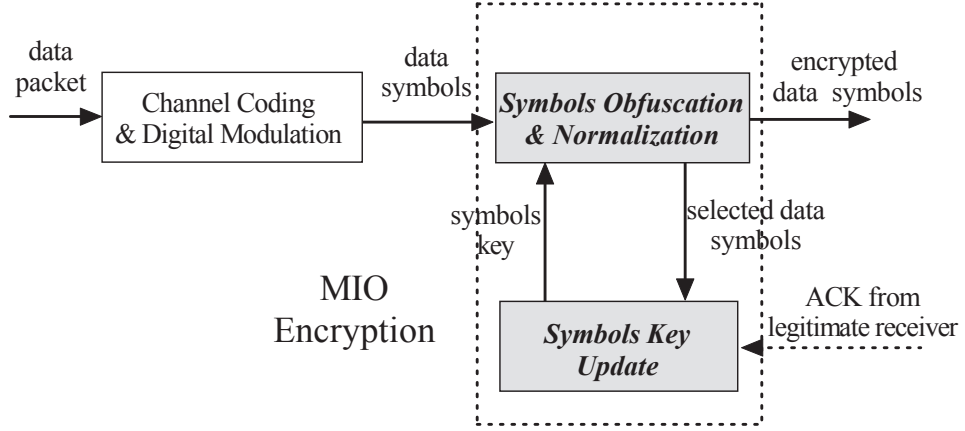 data
packet
Channel Coding
& Digital Modulation
data
symbols
Symbols Obfuscation
& Normalization
encrypted
data symbols
symbols
key
selected data
symbols
MIO
Encryption
Symbols Key
Update
ACK from
legitimate receiver